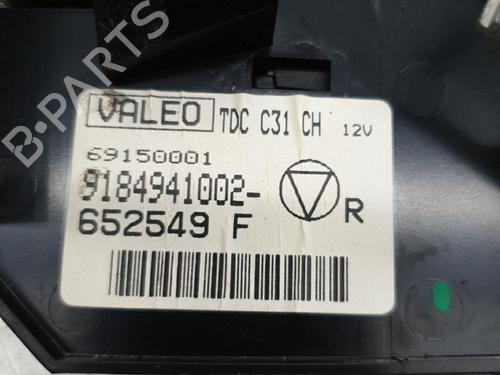 B-PARTS
VALEO TDC C31 CH 12V
69150001
9184941002-
652549 F
R